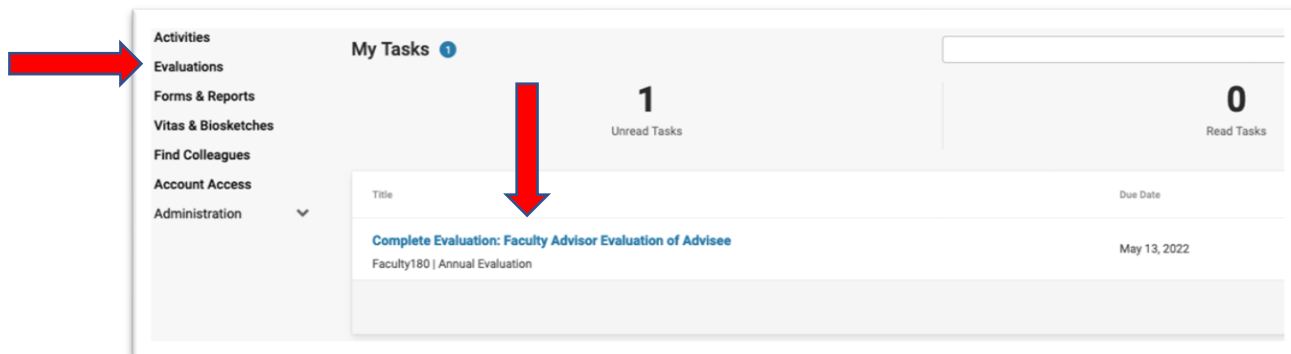 Activities
Evaluations
Forms & Reports
Vitas & Biosketches
Find Colleagues
Account Access
Administration
My Tasks 1
1
Unread Tasks
0
Read Tasks
Title
Due Date
Complete Evaluation: Faculty Advisor Evaluation of Advisee
May 13, 2022
Faculty180 | Annual Evaluation